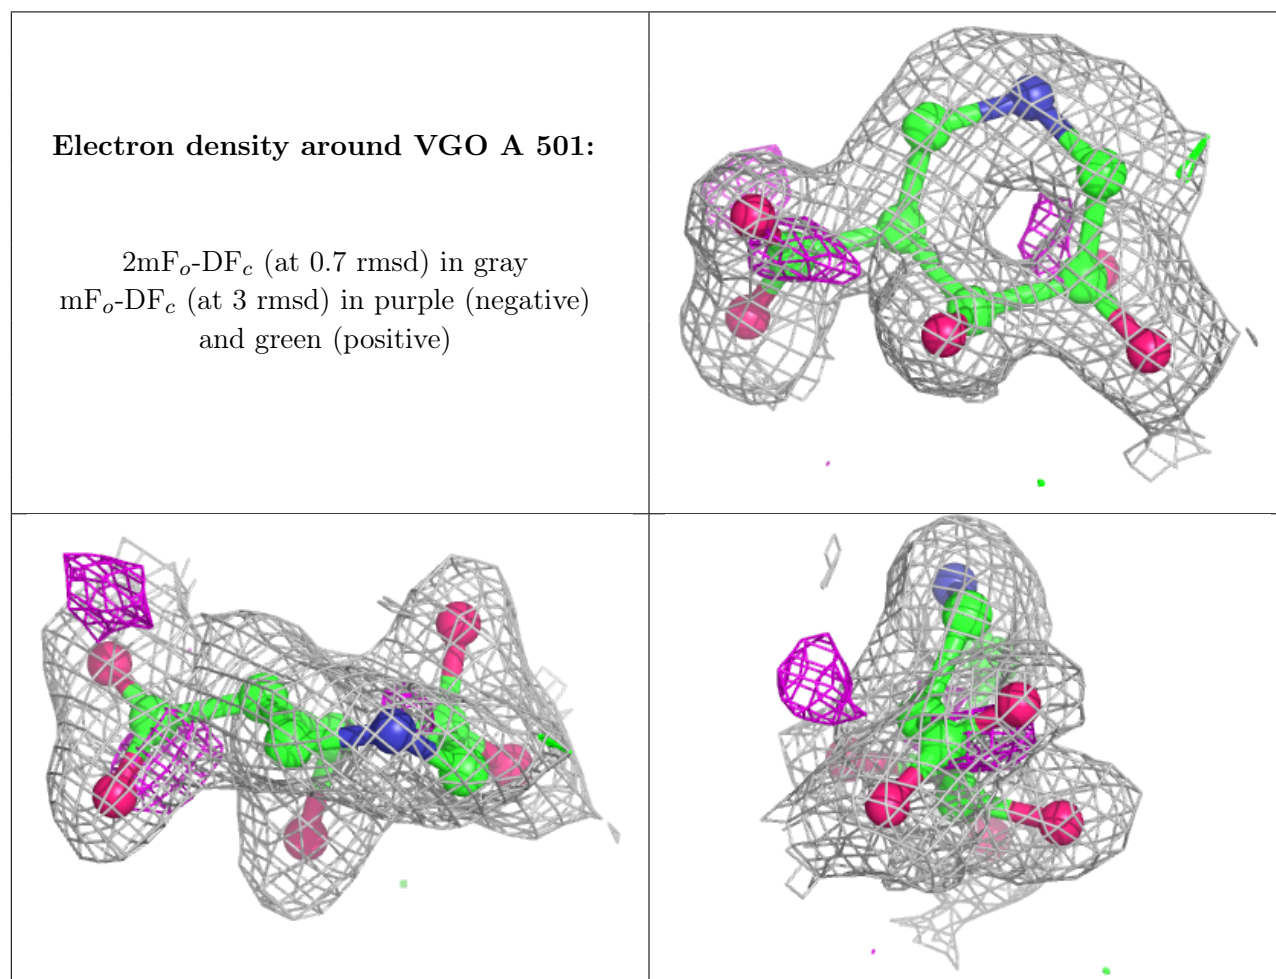 Electron density around VGO A 501:
2mFo-DFc (at 0.7 rmsd) in gray
mFo-DFc (at 3 rmsd) in purple (negative)
and green (positive)